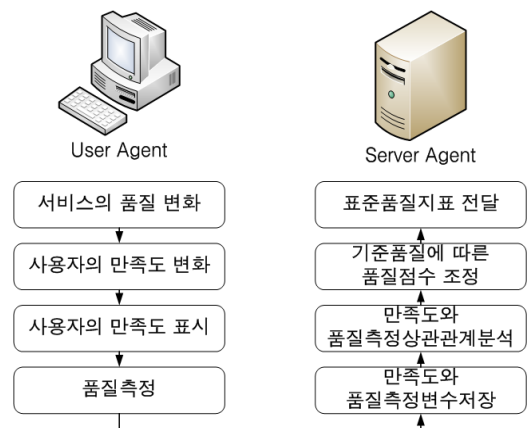 User Agent
서비스의 품질 변화
사용자의 만족도 변화
사용자의 만족도 표시
품질측정
Server Agent
표준품질지표 전달
기준품질에 따른
품질점수 조정
만족도와
품질측정상관관계분석
만족도와
품질측정변수저장